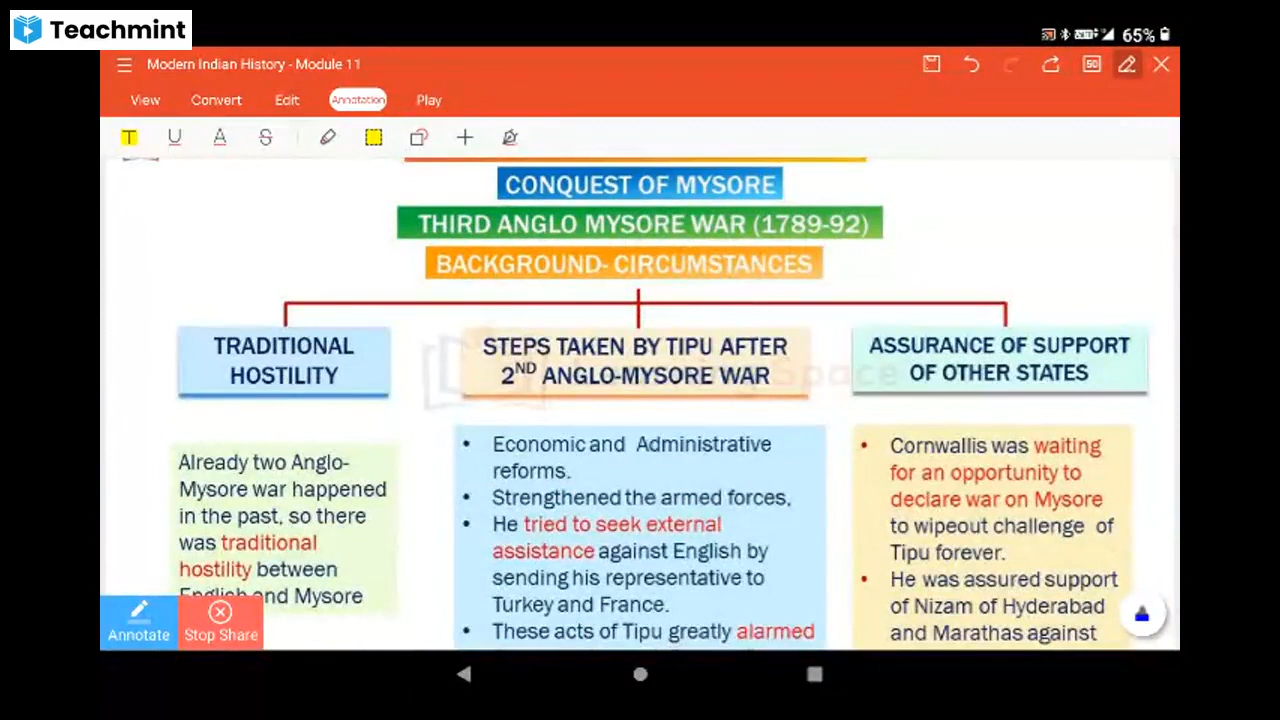 Teachmint
65%
Modern Indian History - Module 11
50
View Convert Edit Annotation Play
T U A S
CONQUEST OF MYSORE
THIRD ANGLO MYSORE WAR (1789-92)
BACKGROUND- CIRCUMSTANCES
TRADITIONAL
HOSTILITY
Already two Anglo-
Mysore war happened
in the past, so there
was traditional
hostility between
English and Mysore
STEPS TAKEN BY TIPU AFTER
2ND ANGLO-MYSORE WAR
• Economic and Administrative
reforms.
• Strengthened the armed forces,
• He tried to seek external
assistance against English by
sending his representative to
Turkey and France.
• These acts of Tipu greatly alarmed
ASSURANCE OF SUPPORT
OF OTHER STATES
• Cornwallis was waiting
for an opportunity to
declare war on Mysore
to wipeout challenge of
Tipu forever.
• He was assured support
of Nizam of Hyderabad
and Marathas against
Annotate
Stop Share